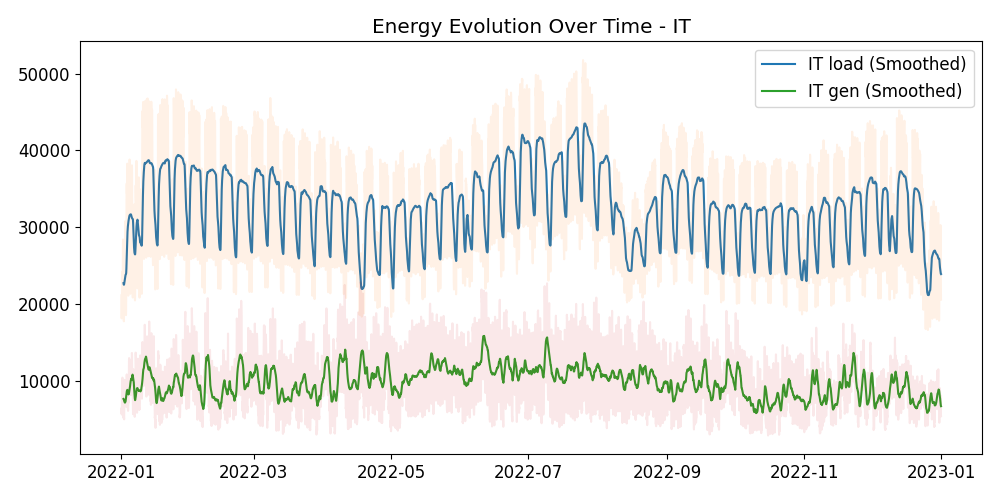 Energy Evolution Over Time - IT
IT load (Smoothed)
IT gen (Smoothed)
50000
40000
30000
20000
10000
2022-01 2022-03 2022-05 2022-07 2022-09 2022-11 2023-01